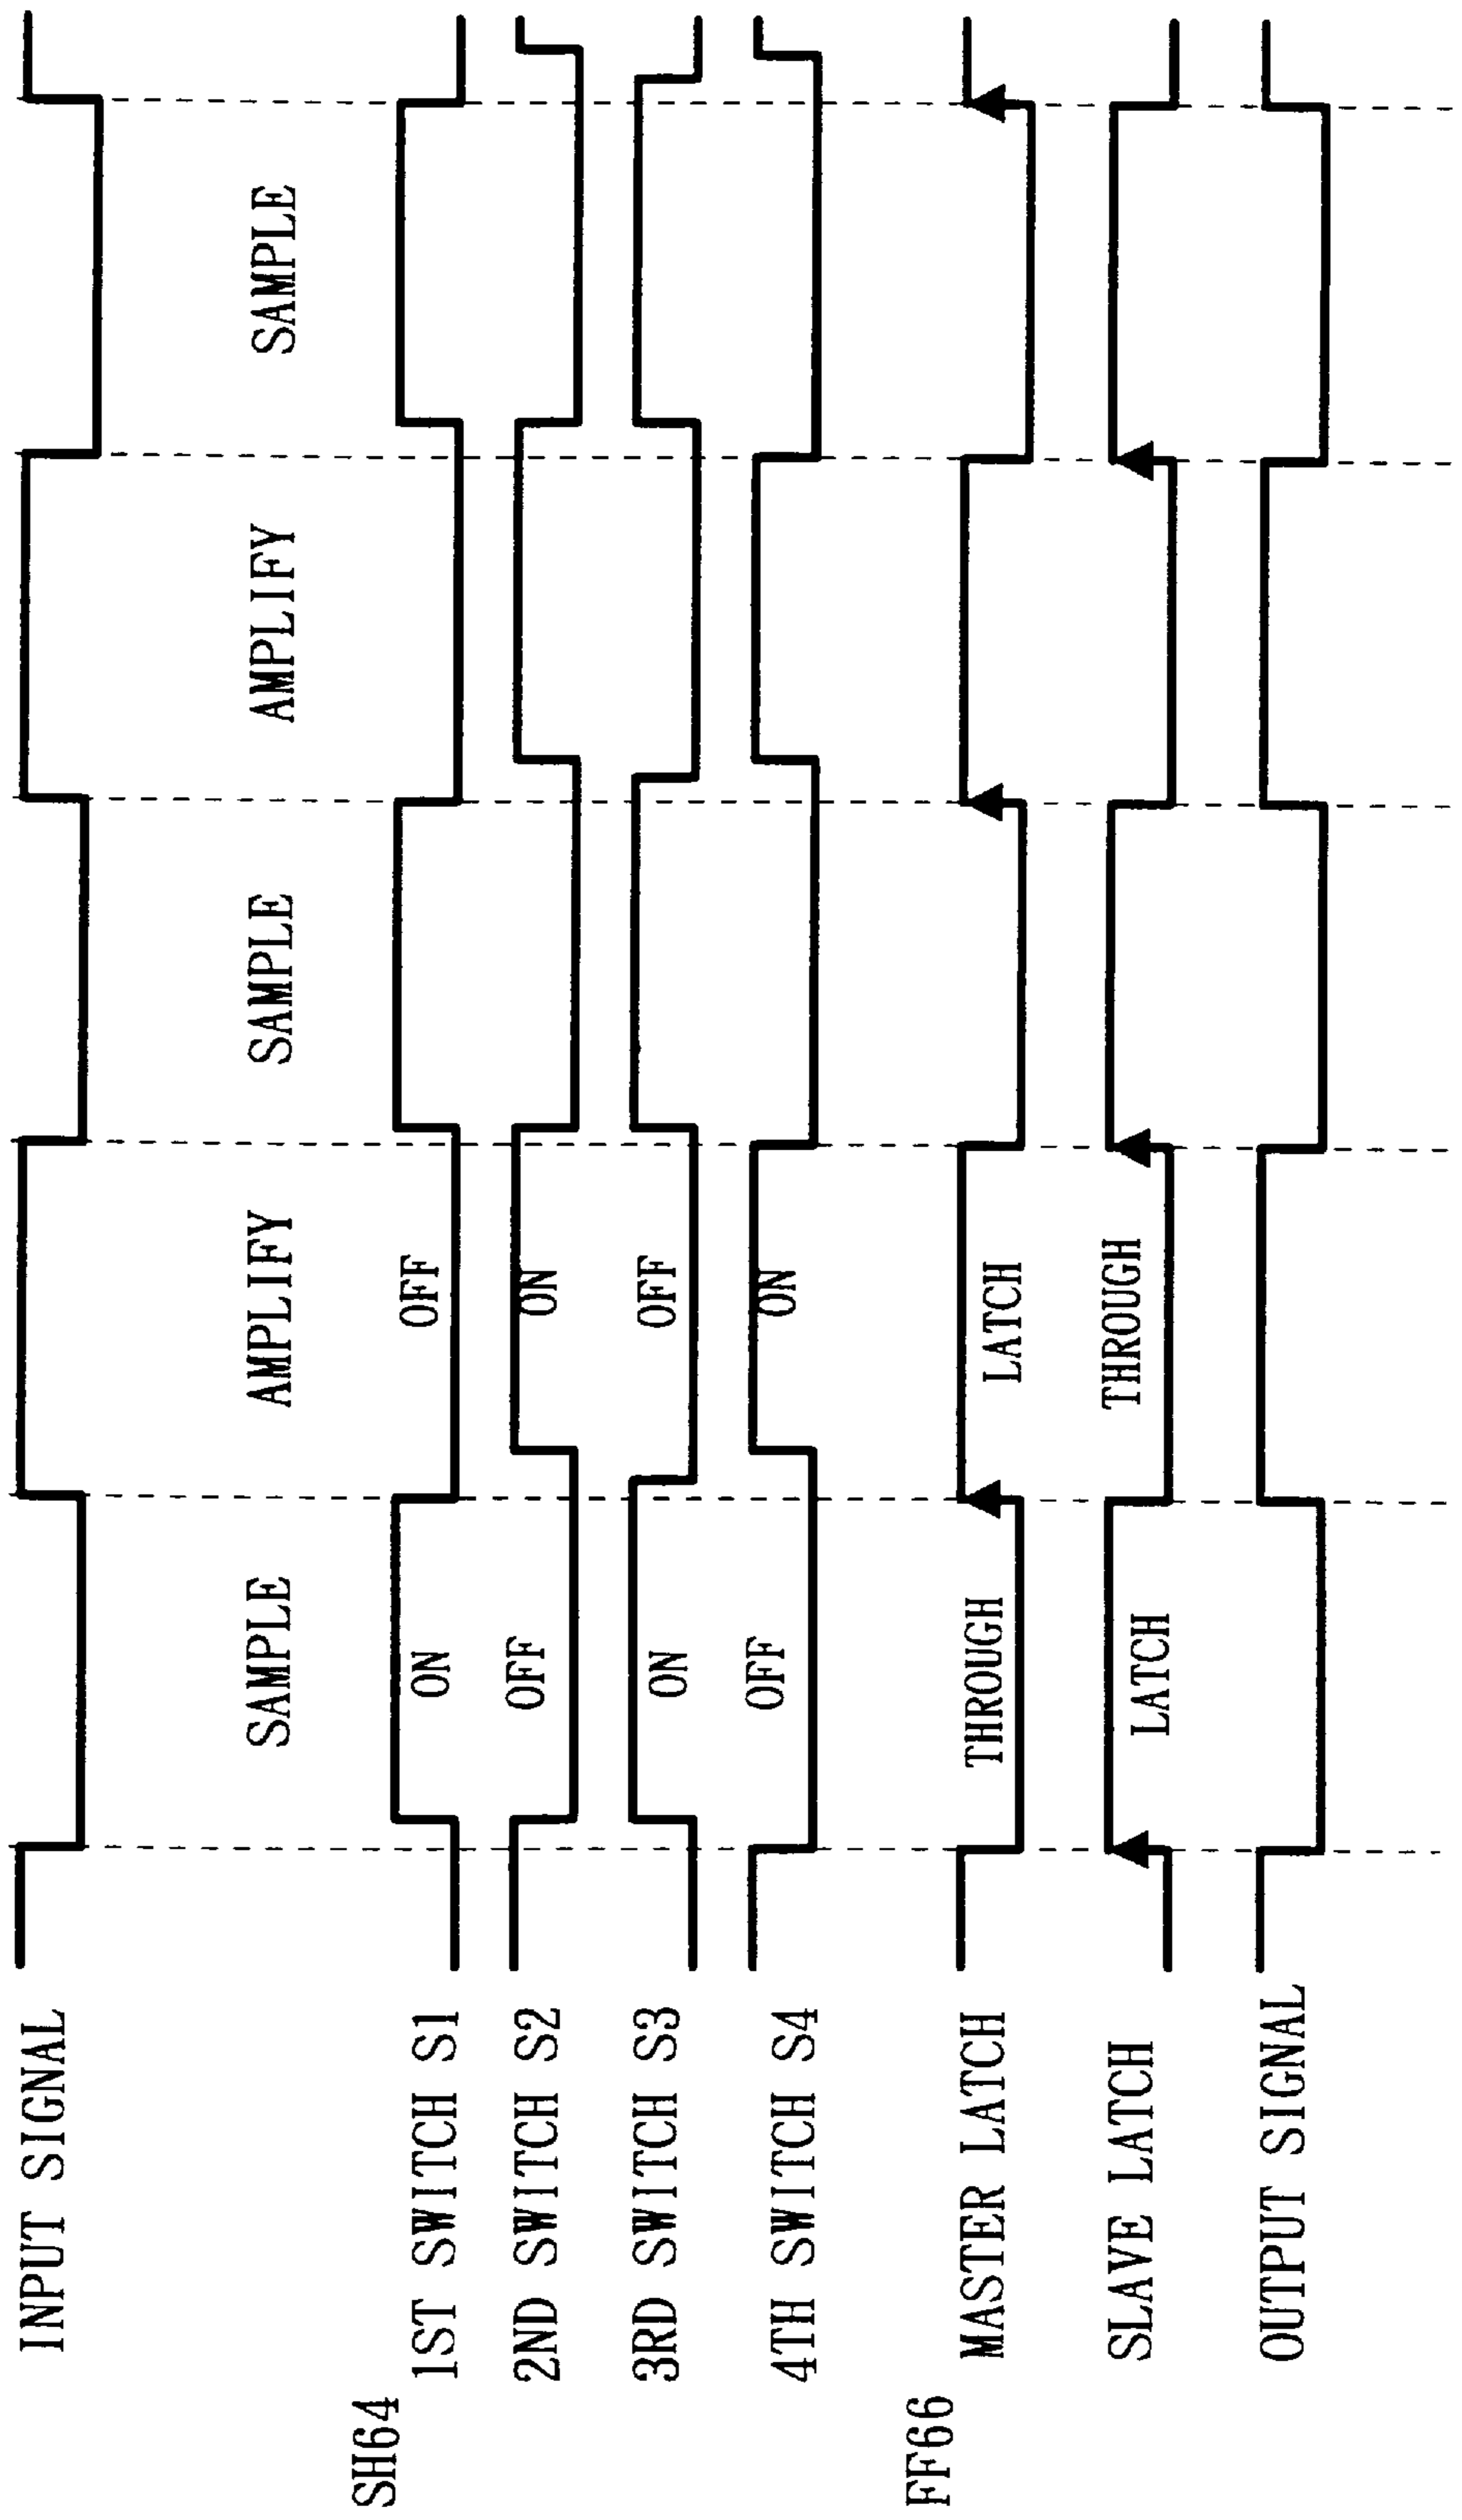 INPUT SIGNAL
SAMPLE AMPLIFY SAMPLE AMPLIFY SAMPLE
SH64
1ST SWITCH S1 ON OFF
2ND SWITCH S2 OFF ON
3RD SWITCH S3 ON OFF
4TH SWITCH S4 OFF ON
FF66
MASTER LATCH THROUGH LATCH
SLAVE LATCH LATCH THROUGH
OUTPUT SIGNAL